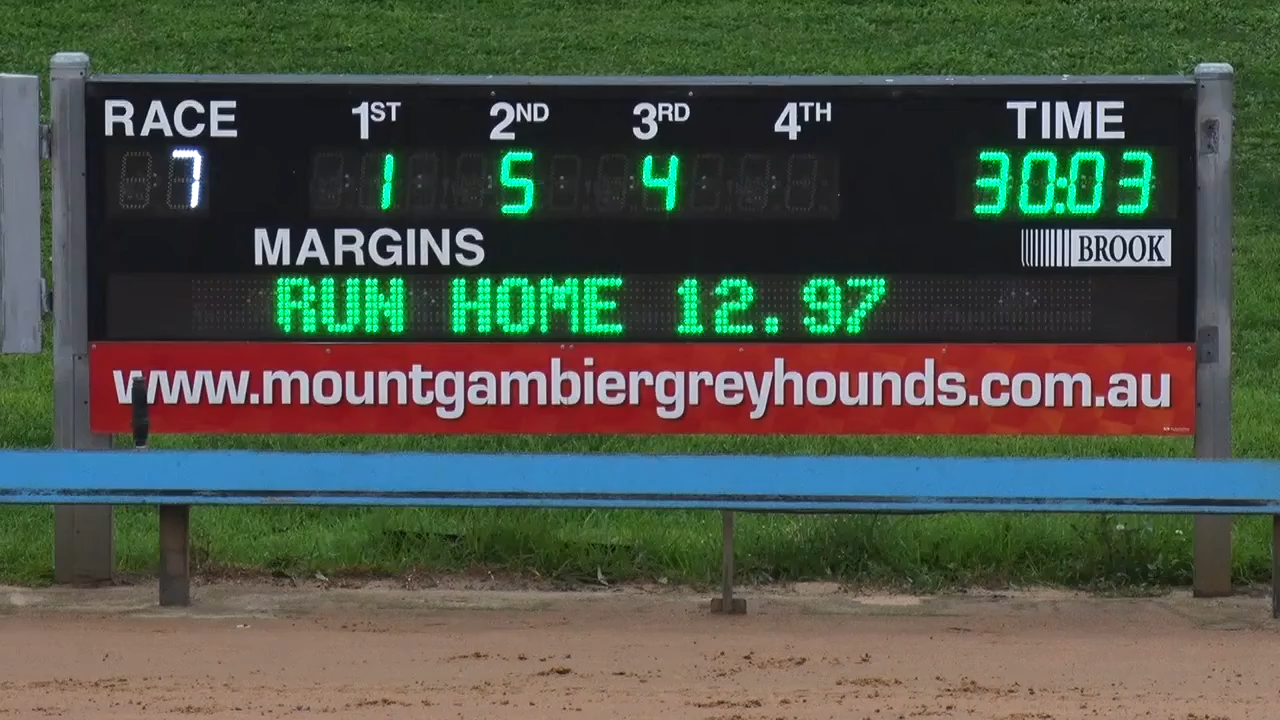 RACE 1ST 2ND 3RD 4TH TIME
7 1 5 4 30:03
MARGINS BROOK
RUN HOME 12.97
www.mountgambiergreyhounds.com.au